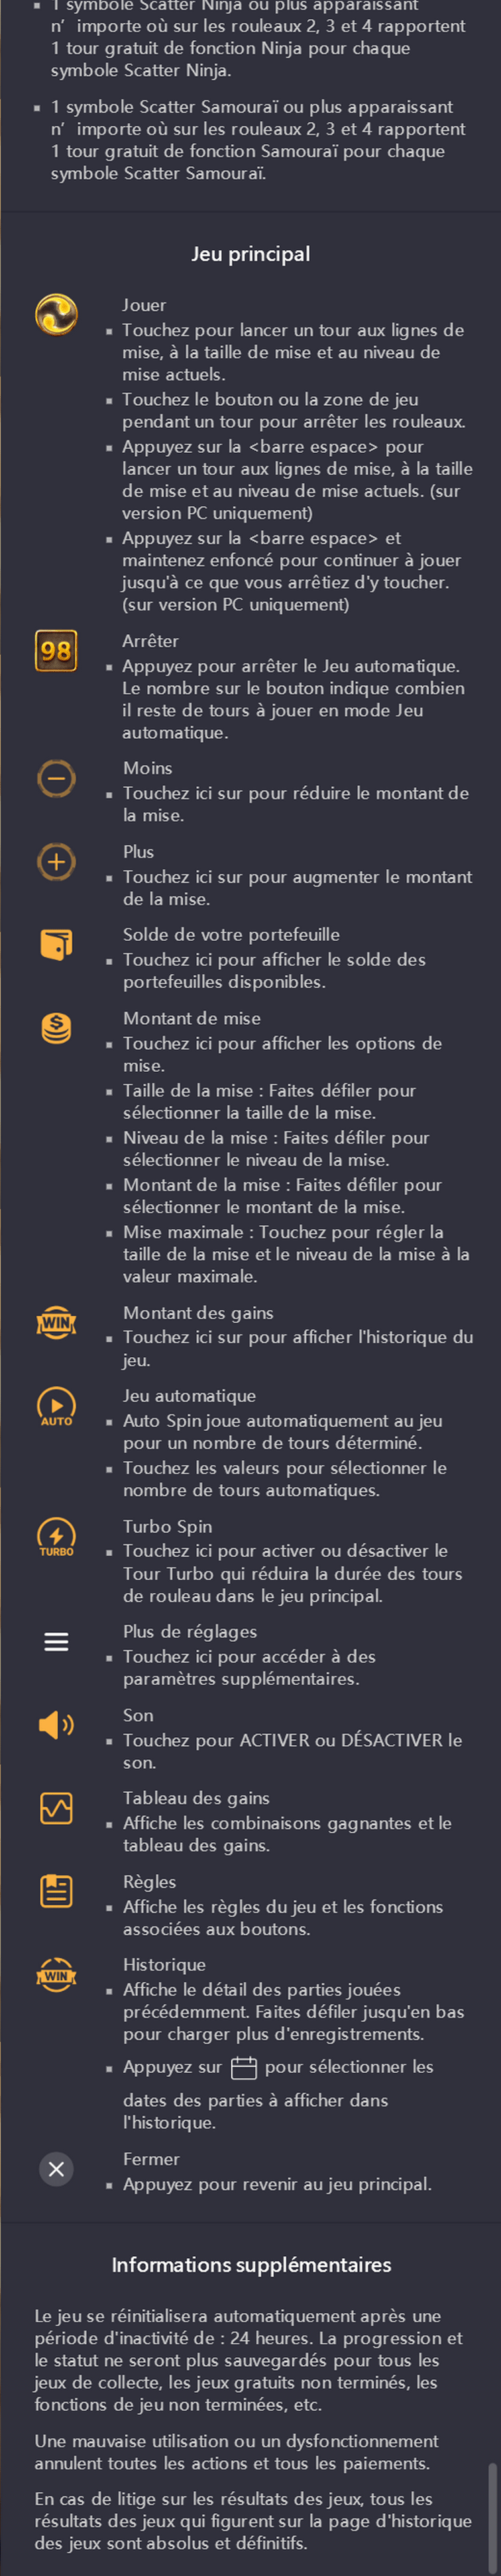 1 symbole Scatter Ninja ou plus apparaissant
n’importe où sur les rouleaux 2, 3 et 4 rapportent
1 tour gratuit de fonction Ninja pour chaque
symbole Scatter Ninja.
1 symbole Scatter Samouraï ou plus apparaissant
n’importe où sur les rouleaux 2, 3 et 4 rapportent
1 tour gratuit de fonction Samouraï pour chaque
symbole Scatter Samouraï.
Jeu principal
Jouer
Touchez pour lancer un tour aux lignes de
mise, à la taille de mise et au niveau de
mise actuels.
Touchez le bouton ou la zone de jeu
pendant un tour pour arrêter les rouleaux.
Appuyez sur la <barre espace> pour
lancer un tour aux lignes de mise, à la taille
de mise et au niveau de mise actuels. (sur
version PC uniquement)
Appuyez sur la <barre espace> et
maintenez enfoncé pour continuer à jouer
jusqu'à ce que vous arrêtiez d'y toucher.
(sur version PC uniquement)
98
Arrêter
Appuyez pour arrêter le Jeu automatique.
Le nombre sur le bouton indique combien
il reste de tours à jouer en mode Jeu
automatique.
Moins
Touchez ici sur pour réduire le montant de
la mise.
Plus
Touchez ici sur pour augmenter le montant
de la mise.
Solde de votre portefeuille
Touchez ici pour afficher le solde des
portefeuilles disponibles.
Montant de mise
Touchez ici pour afficher les options de
mise.
Taille de la mise : Faites défiler pour
sélectionner la taille de la mise.
Niveau de la mise : Faites défiler pour
sélectionner le niveau de la mise.
Montant de la mise : Faites défiler pour
sélectionner le montant de la mise.
Mise maximale : Touchez pour régler la
taille de la mise et le niveau de la mise à la
valeur maximale.
WIN
Montant des gains
Touchez ici sur pour afficher l'historique du
jeu.
AUTO
Jeu automatique
Auto Spin joue automatiquement au jeu
pour un nombre de tours déterminé.
Touchez les valeurs pour sélectionner le
nombre de tours automatiques.
TURBO
Turbo Spin
Touchez ici pour activer ou désactiver le
Tour Turbo qui réduira la durée des tours
de rouleau dans le jeu principal.
Plus de réglages
Touchez ici pour accéder à des
paramètres supplémentaires.
Son
Touchez pour ACTIVER ou DÉSACTIVER le
son.
Tableau des gains
Affiche les combinaisons gagnantes et le
tableau des gains.
Règles
Affiche les règles du jeu et les fonctions
associées aux boutons.
WIN
Historique
Affiche le détail des parties jouées
précédemment. Faites défiler jusqu'en bas
pour charger plus d'enregistrements.
Appuyez sur pour sélectionner les
dates des parties à afficher dans
l'historique.
Fermer
Appuyez pour revenir au jeu principal.
Informations supplémentaires
Le jeu se réinitialisera automatiquement après une
période d'inactivité de : 24 heures. La progression et
le statut ne seront plus sauvegardés pour tous les
jeux de collecte, les jeux gratuits non terminés, les
fonctions de jeu non terminées, etc.
Une mauvaise utilisation ou un dysfonctionnement
annulent toutes les actions et tous les paiements.
En cas de litige sur les résultats des jeux, tous les
résultats des jeux qui figurent sur la page d'historique
des jeux sont absolus et définitifs.